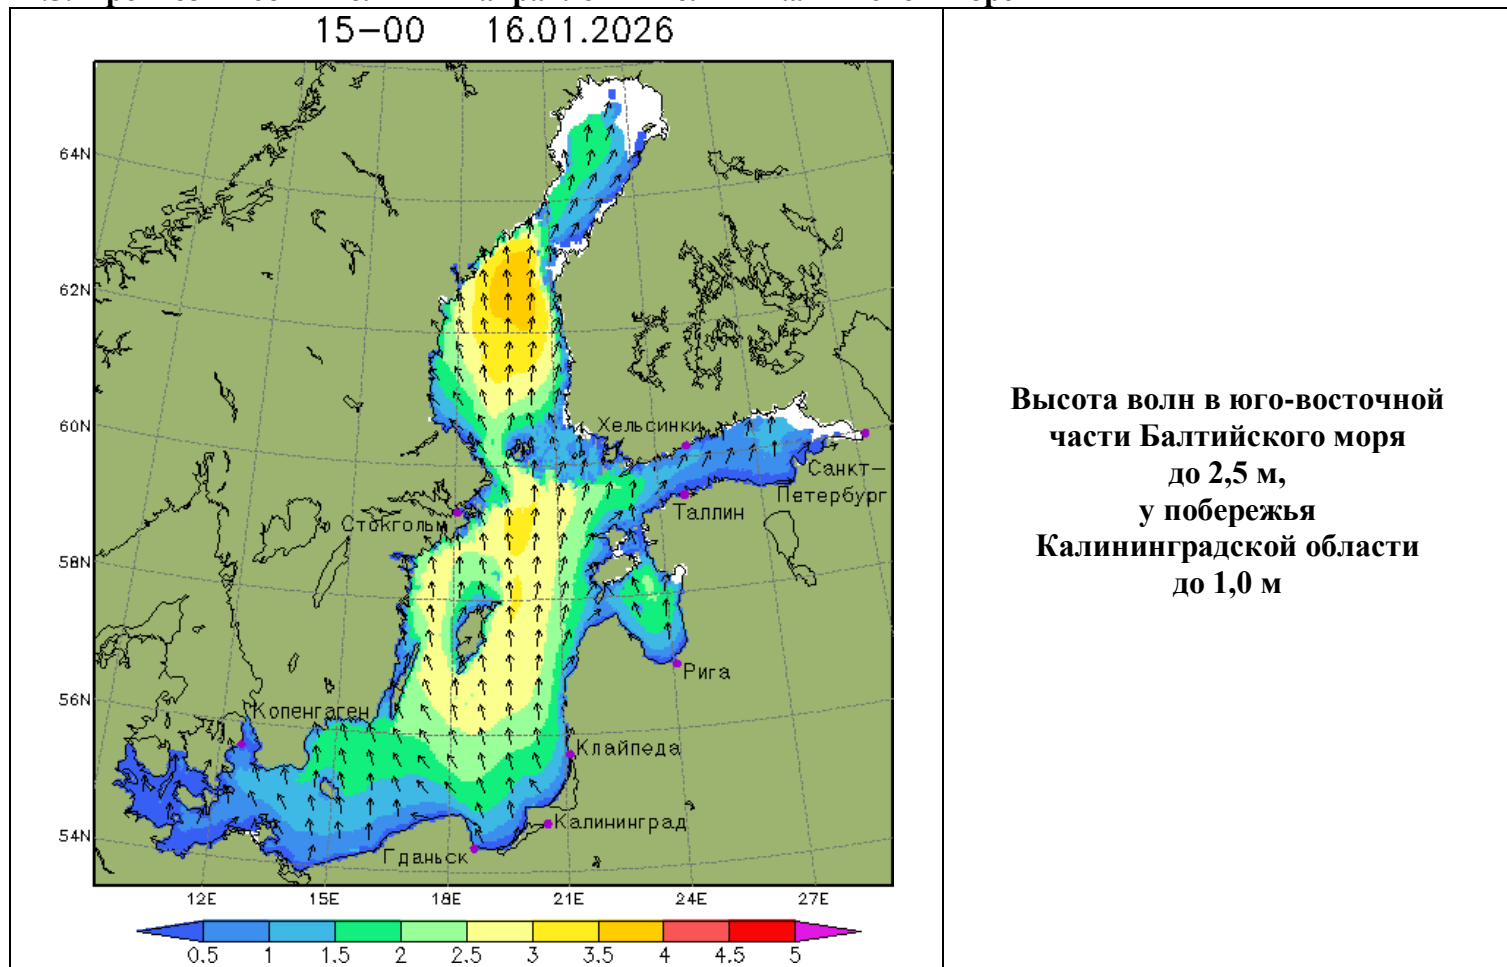 15-00 16.01.2026
64N
62N
60N
58N
56N
54N
Хельсинки
Санкт-
Петербург
Таллин
Стокгольм
Рига
Копенгаген
Клайпеда
Калининград
Гданьск
12E 15E 18E 21E 24E 27E
0.5 1 1.5 2 2.5 3 3.5 4 4.5 5
Высота волн в юго-восточной
части Балтийского моря
до 2,5 м,
у побережья
Калининградской области
до 1,0 м